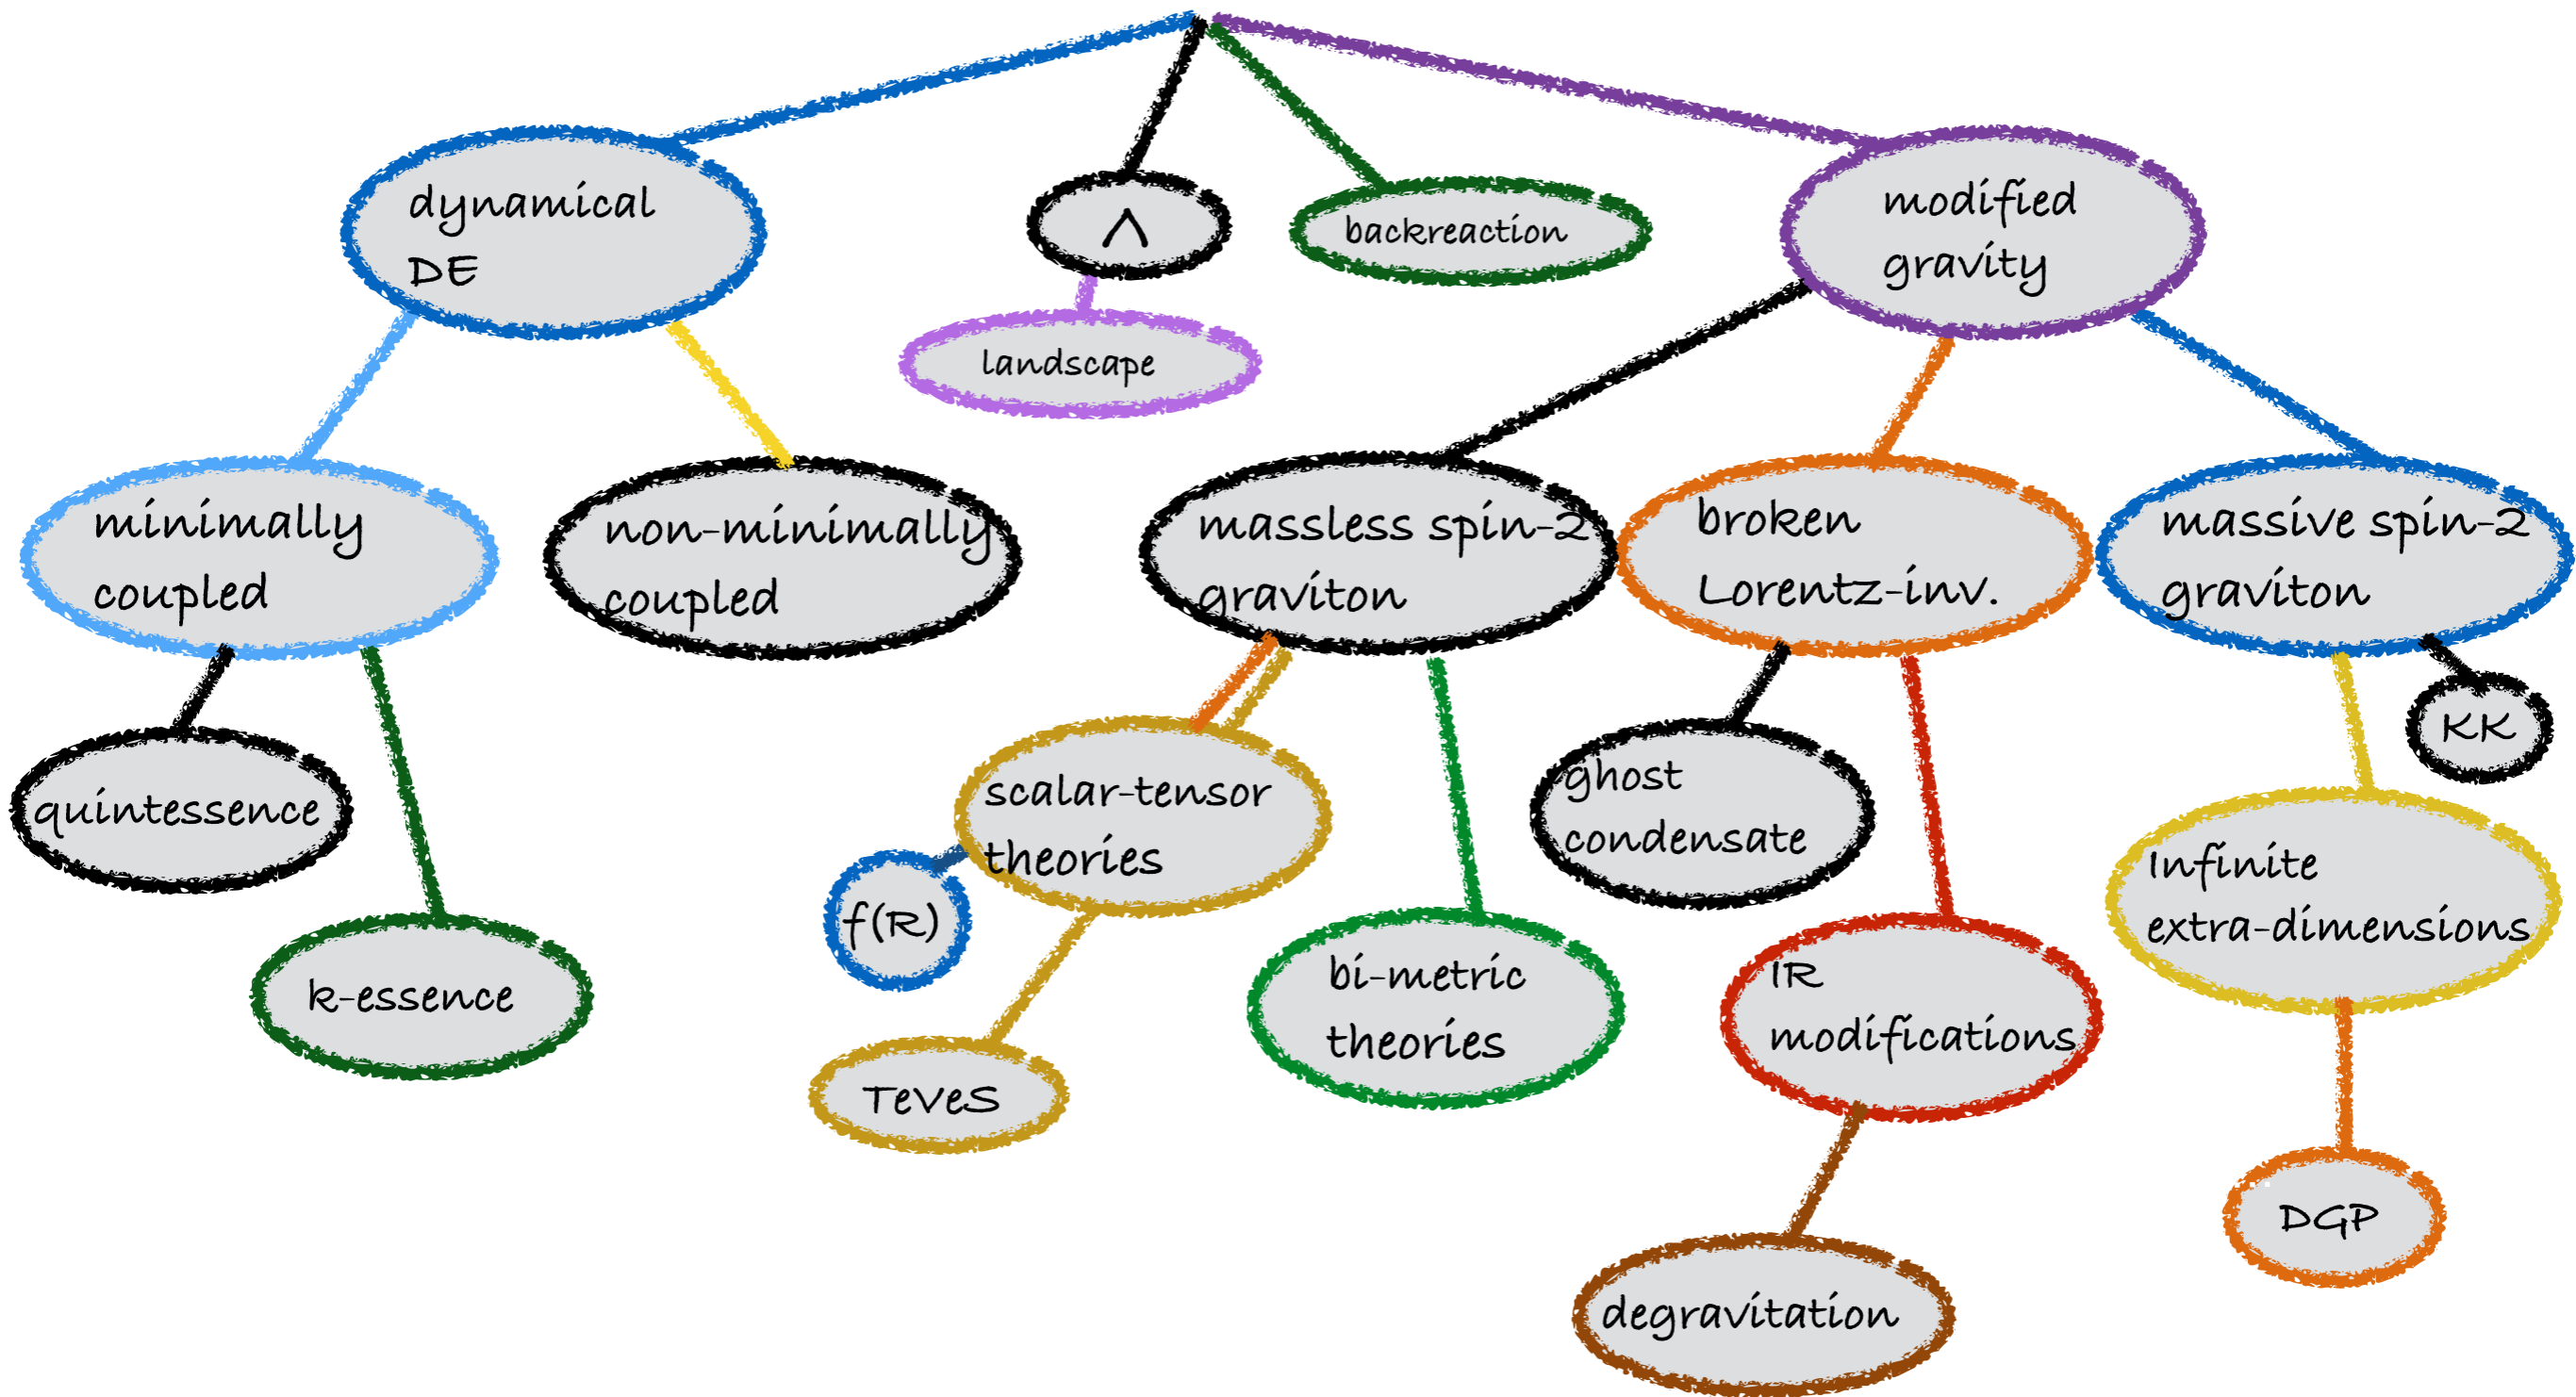 dynamical
DE
Λ
backreaction
modified
gravity
landscape
minimally
coupled
non-minimally
coupled
massless spin-2
graviton
broken
Lorentz-inv.
massive spin-2
graviton
KK
quintessence
scalar-tensor
theories
ghost
condensate
Infinite
extra-dimensions
f(R)
k-essence
bi-metric
theories
IR
modifications
TeVeS
DGP
degravitation